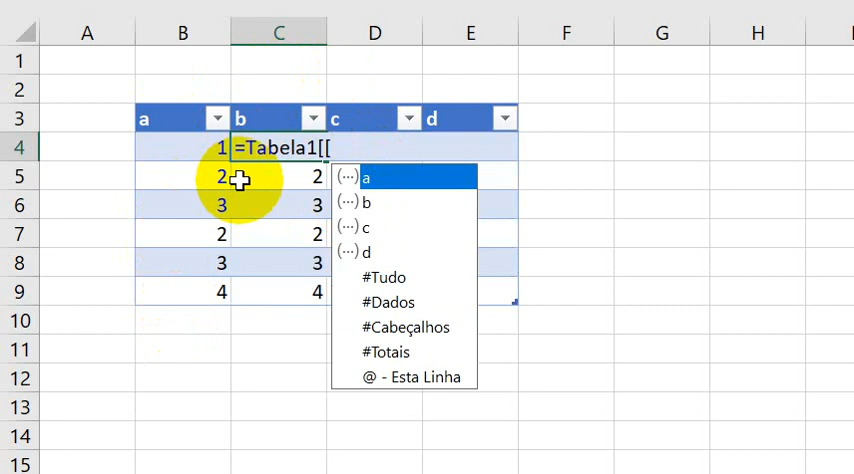 A B C D E F G H
1
2
3 a b c d
4 1 =Tabela1[[
5 2 2 (...) a
6 3 3 (...) b
7 2 2 (...) c
(...) d
8 3 3 #Tudo
9 4 4 #Dados
10 #Cabeçalhos
11 #Totais
12 @ - Esta Linha
13
14
15